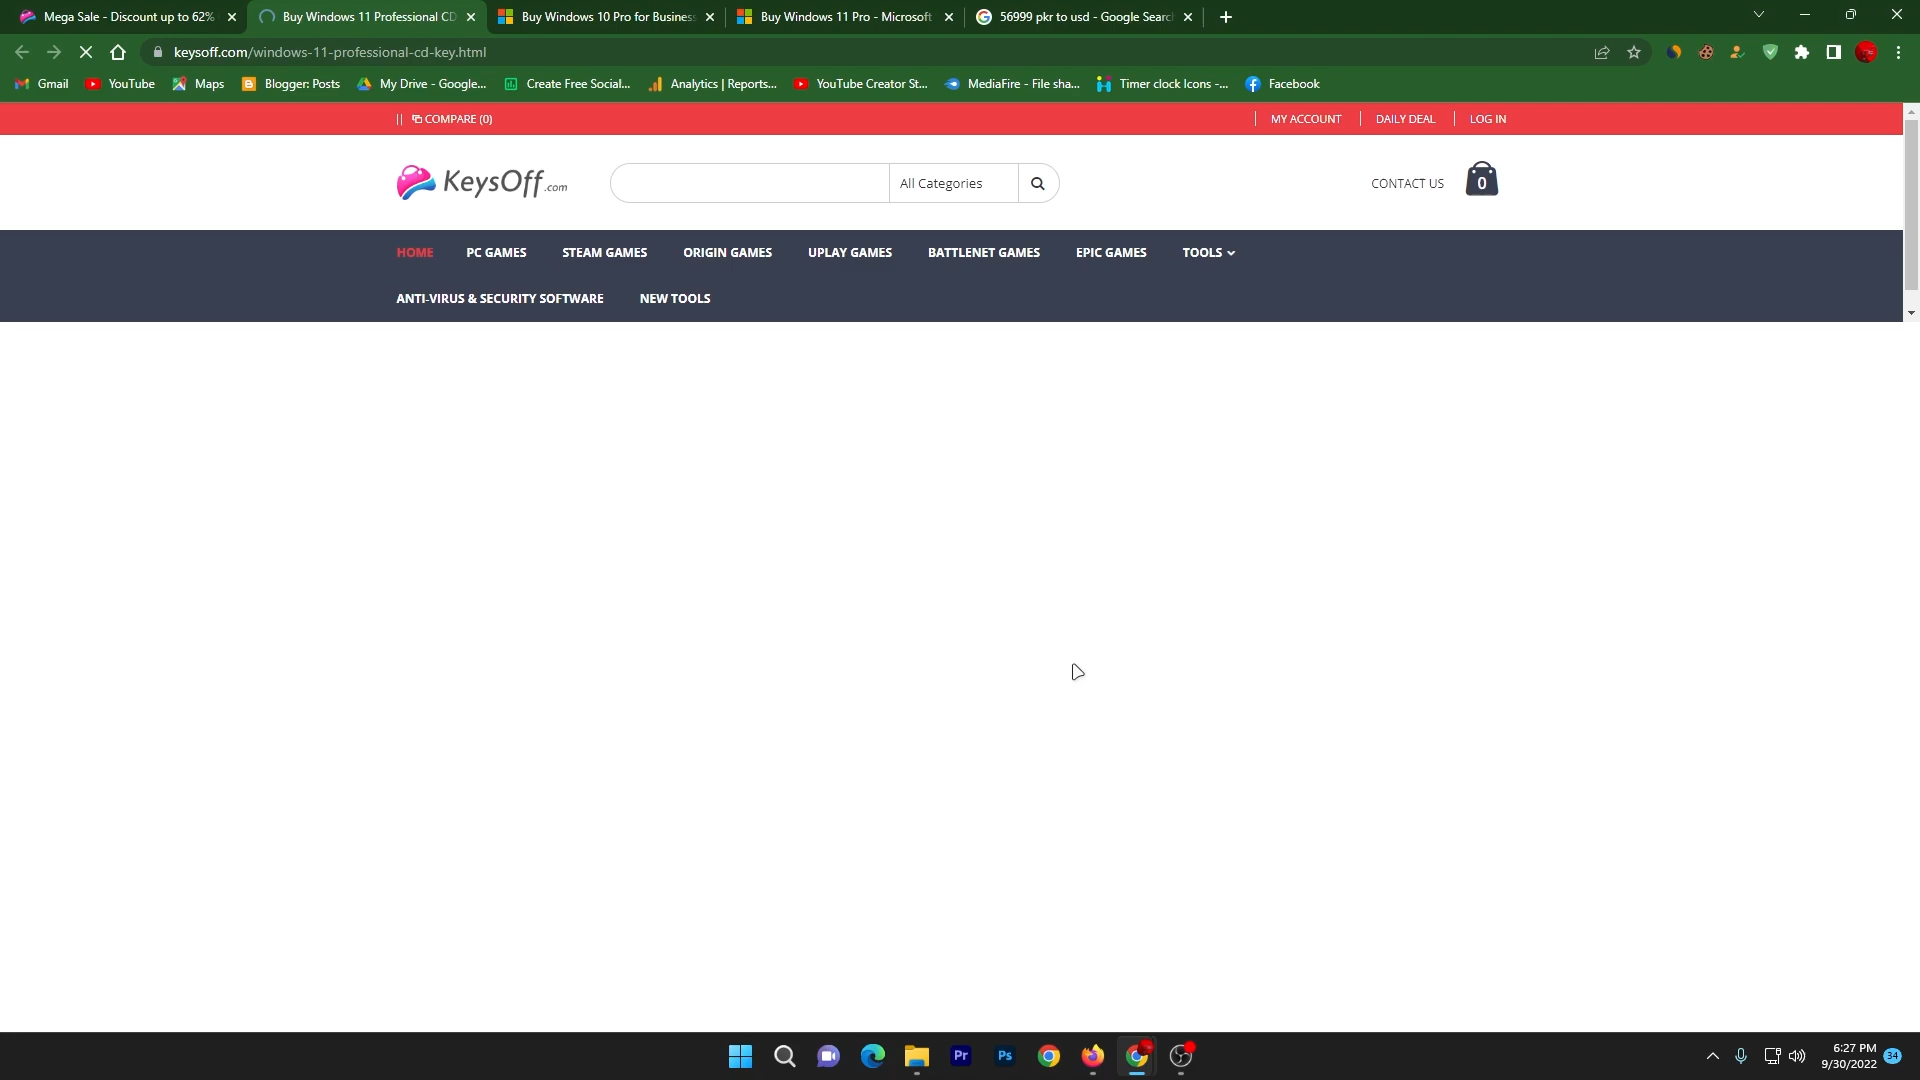 Mega Sale - Discount up to 62%
Buy Windows 11 Professional CD
Buy Windows 10 Pro for Business
Buy Windows 11 Pro - Microsoft
56999 pkr to usd - Google Search
keysoff.com/windows-11-professional-cd-key.html
Gmail
YouTube
Maps
Blogger: Posts
My Drive - Google...
Create Free Social...
Analytics | Reports...
YouTube Creator St...
MediaFire - File sha...
Timer clock Icons -...
Facebook
COMPARE (0)
MY ACCOUNT
DAILY DEAL
LOG IN
KeysOff.com
All Categories
CONTACT US
0
HOME
PC GAMES
STEAM GAMES
ORIGIN GAMES
UPLAY GAMES
BATTLENET GAMES
EPIC GAMES
TOOLS
ANTI-VIRUS & SECURITY SOFTWARE
NEW TOOLS
Pr
Ps
6:27 PM
9/30/2022
34